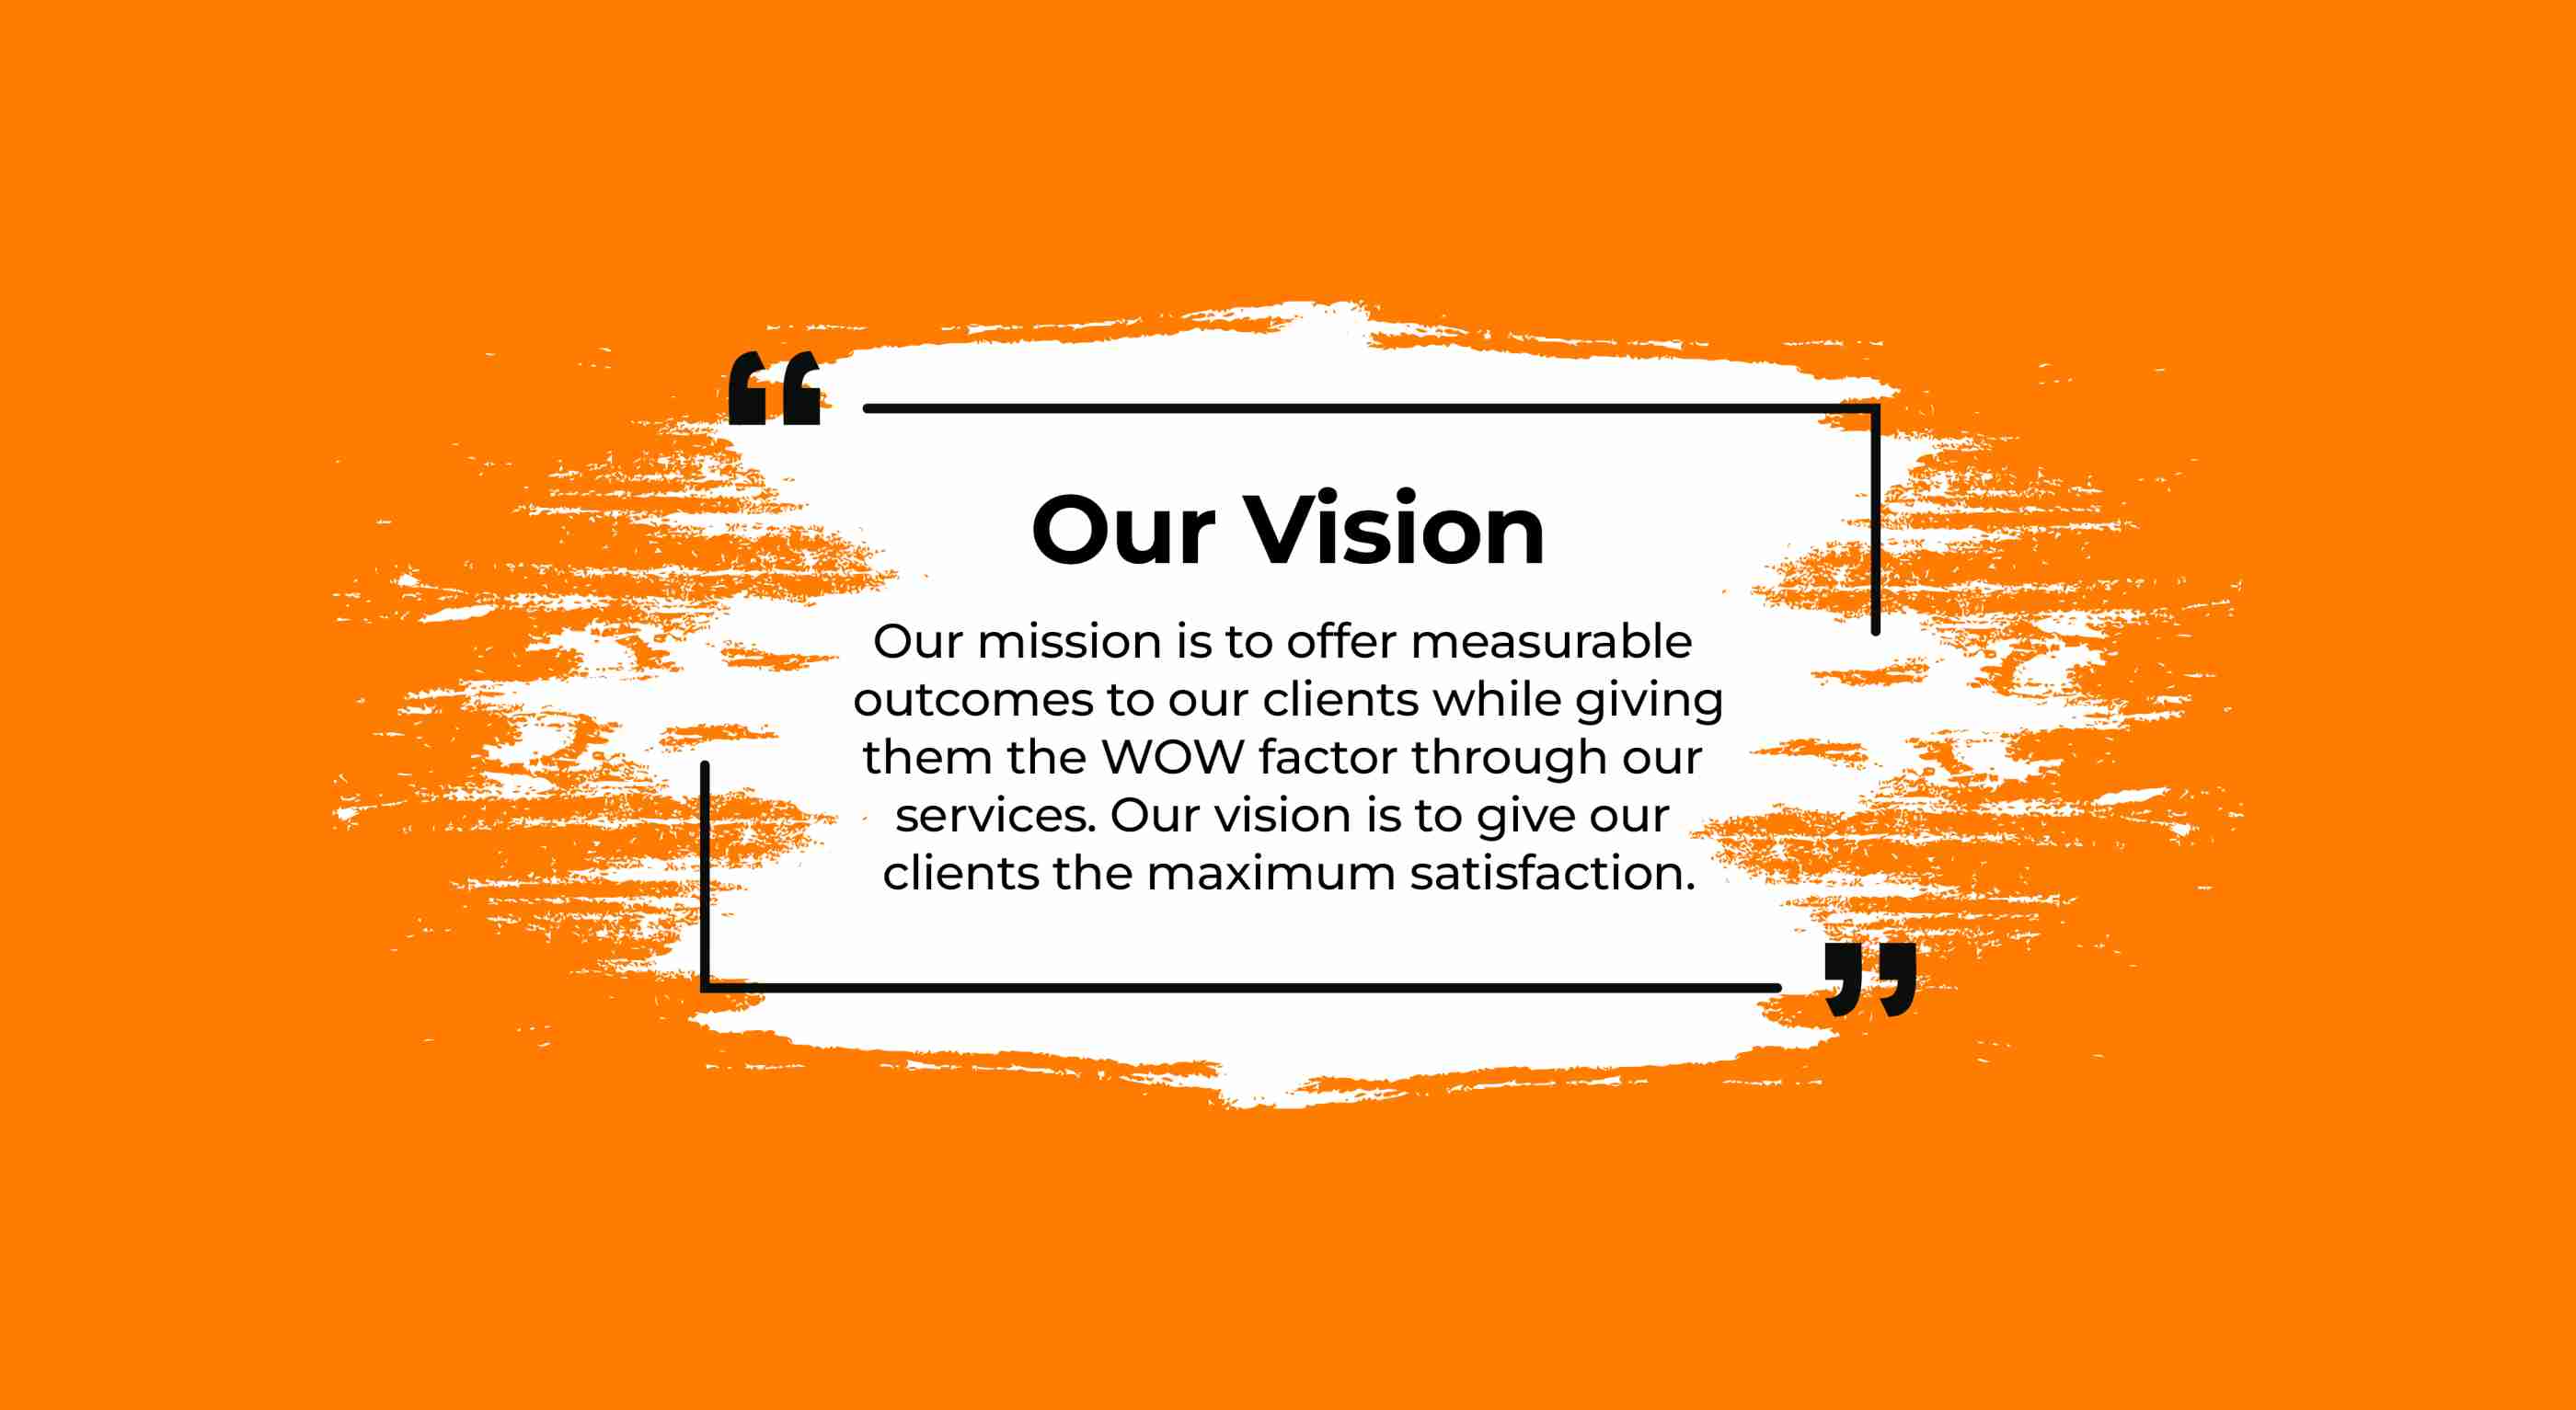 Our Vision
Our mission is to offer measurable
outcomes to our clients while giving
them the WOW factor through our
services. Our vision is to give our
clients the maximum satisfaction.